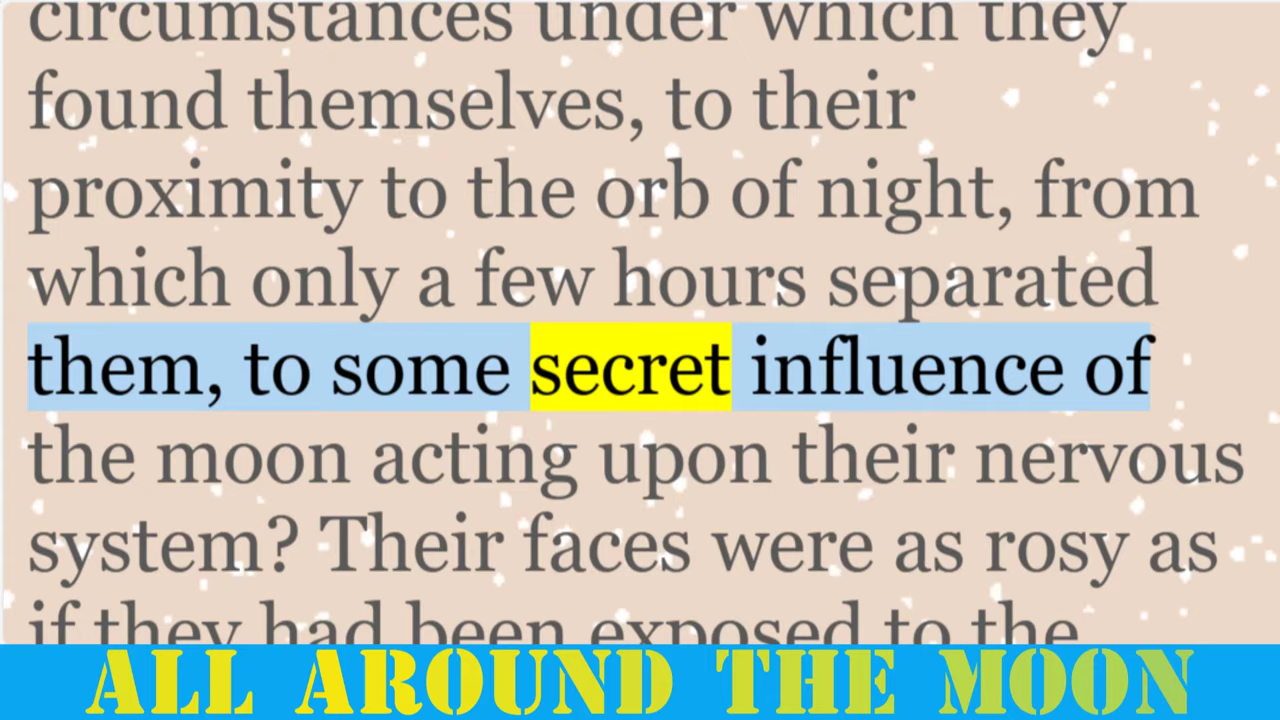 circumstances under which they
found themselves, to their
proximity to the orb of night, from
which only a few hours separated
them, to some secret influence of
the moon acting upon their nervous
system? Their faces were as rosy as
if they had been exposed to the
ALL AROUND THE MOON